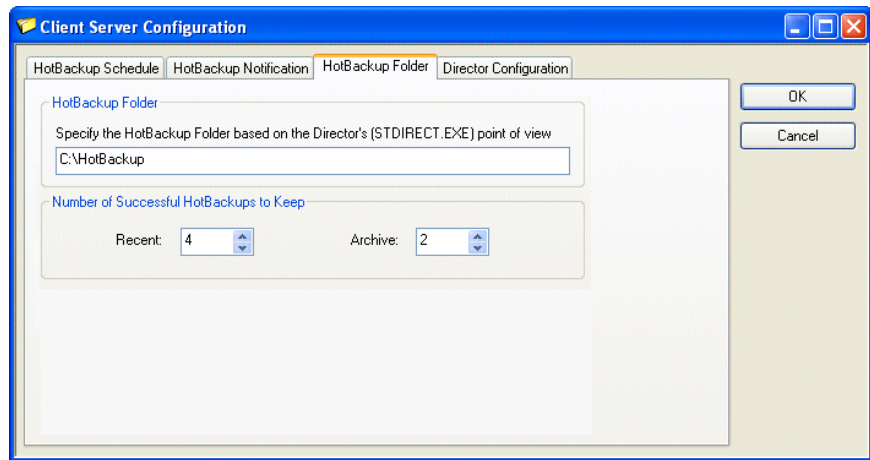 Client Server Configuration
HotBackup Schedule HotBackup Notification HotBackup Folder Director Configuration
HotBackup Folder
Specify the HotBackup Folder based on the Director's (STDIRECT.EXE) point of view
C:\HotBackup
Number of Successful HotBackups to Keep
Recent: 4 Archive: 2
OK
Cancel